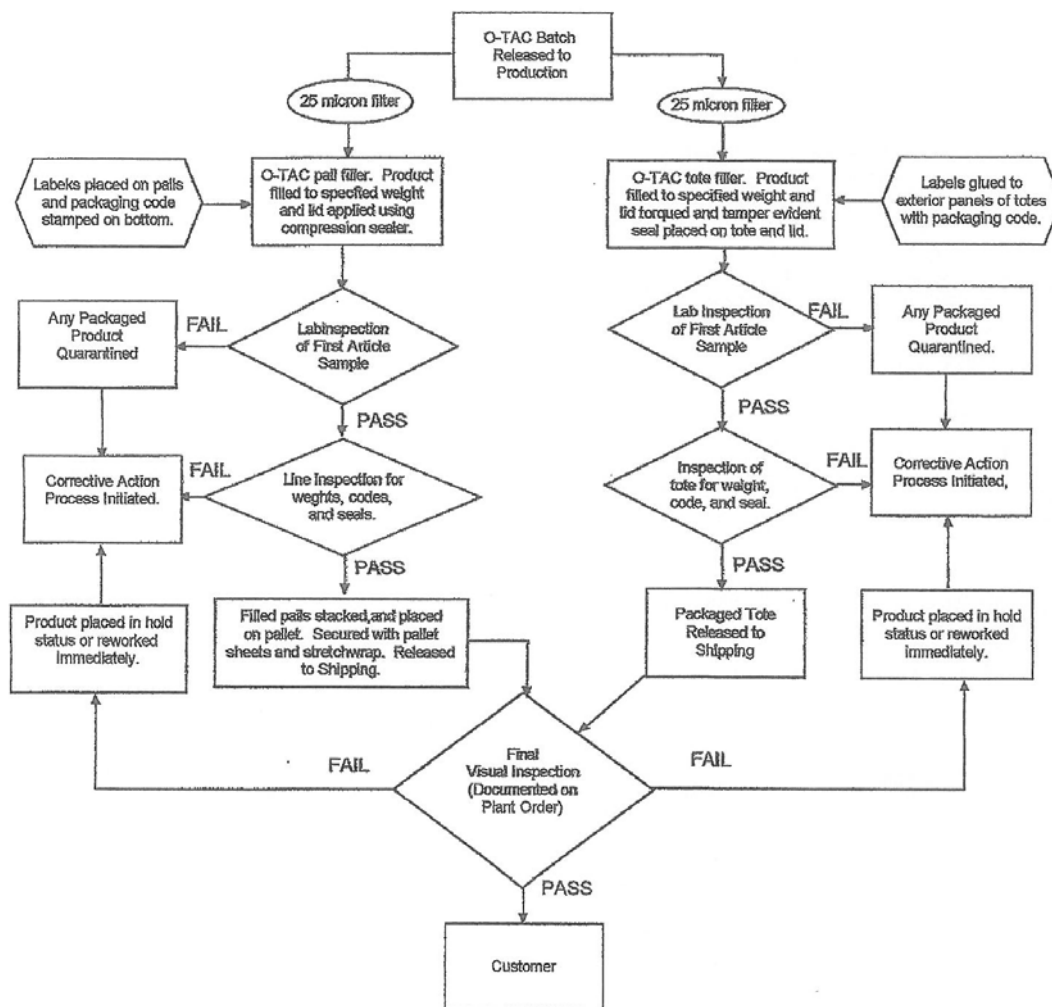 O-TAC Batch
Released to
Production
25 micron filter
25 micron filter
Labeks placed on pails
and packaging code
stamped on bottom.
O-TAC pail filler. Product
filled to specified weight
and lid applied using
compression sealer.
O-TAC tote filler. Product
filled to specified weight and
lid torqued and tamper evident
seal placed on tote and lid.
Labels glued to
exterior panels of totes
with packaging code.
Any Packaged
Product
Quarantined
FAIL
LabInspection
of First Article
Sample
Lab Inspection
of First Article
Sample
FAIL
Any Packaged
Product
Quarantined.
PASS
PASS
Corrective Action
Process Initiated.
FAIL
Line Inspection for
weghts, codes,
and seals.
Inspection of
tote for weight,
code, and seal.
FAIL
Corrective Action
Process Initiated,
PASS
PASS
Product placed in hold
status or reworked
immediately.
Filled pails stacked,and placed
on pallet. Secured with pallet
sheets and stretchwrap. Released
to Shipping.
Packaged Tote
Released to
Shipping
Product placed in hold
status or reworked
immediately.
FAIL
Final
Visual Inspection
(Documented on
Plant Order)
FAIL
PASS
Customer